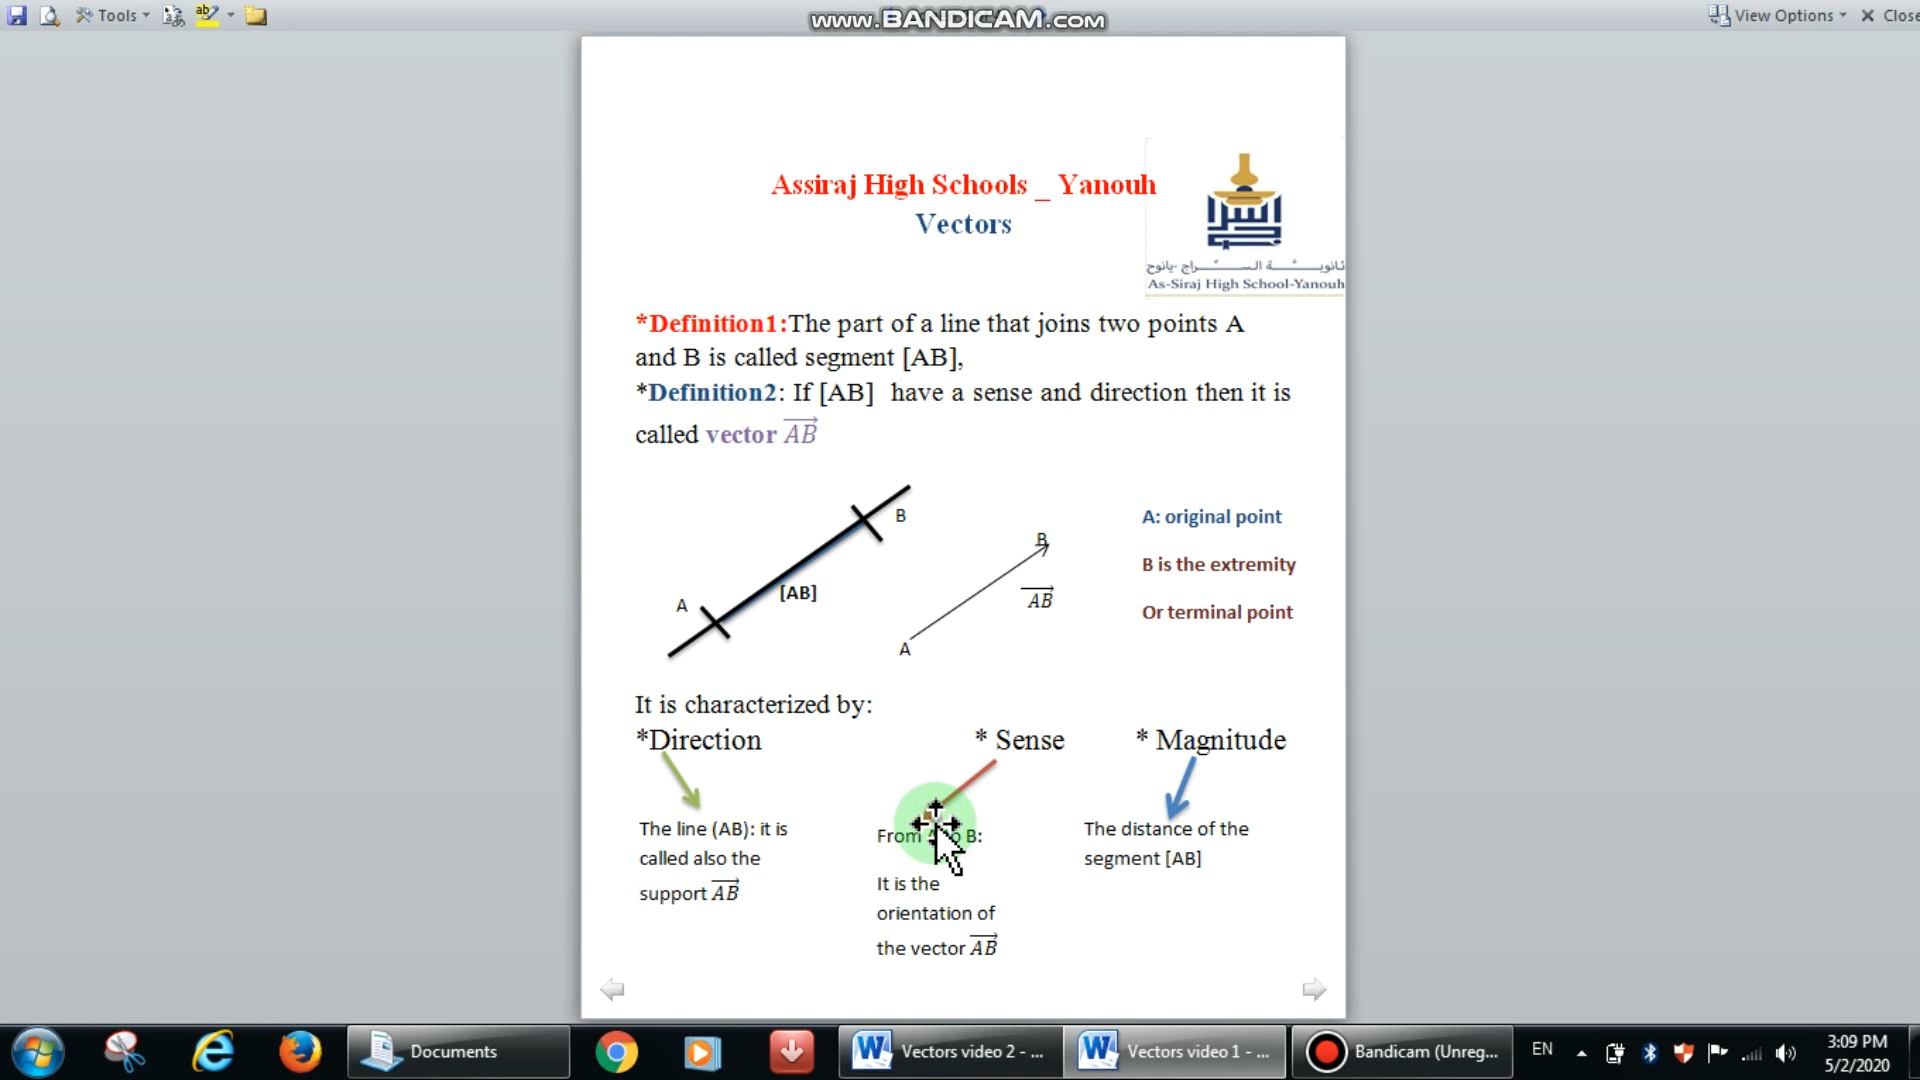 Tools
www.BANDICAM.com
View Options
Close
Assiraj High Schools _ Yanouh
Vectors
ثانوية السراج -يانوح
As-Siraj High School-Yanouh
*Definition1:The part of a line that joins two points A
and B is called segment [AB],
*Definition2: If [AB] have a sense and direction then it is
called vector AB
B
A
[AB]
B
AB
A
A: original point
B is the extremity
Or terminal point
It is characterized by:
*Direction
* Sense
* Magnitude
The line (AB): it is
called also the
support AB
From B:
It is the
orientation of
the vector AB
The distance of the
segment [AB]
Documents
Vectors video 2 - ...
Vectors video 1 - ...
Bandicam (Unreg...
EN
3:09 PM
5/2/2020